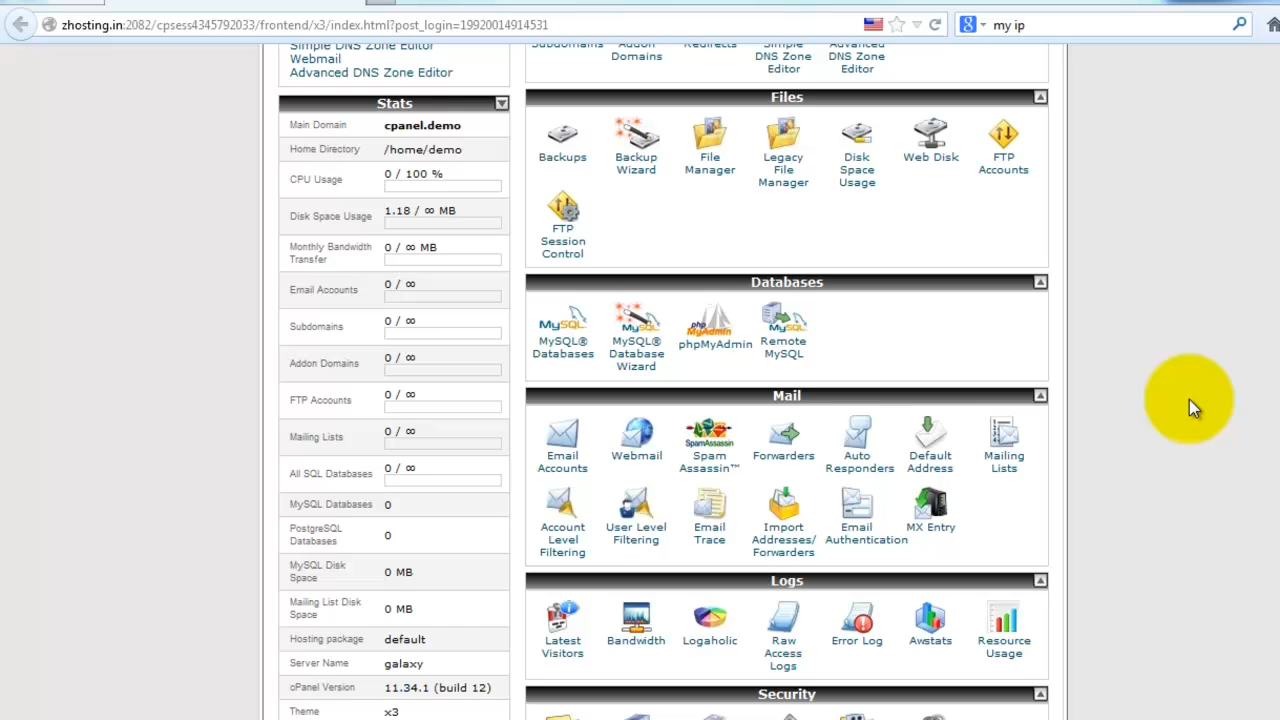 zhosting.in:2082/cpsess4345792033/frontend/x3/index.html?post_login=19920014914531
my ip
Simple DNS Zone Editor
Webmail
Advanced DNS Zone Editor
Stats
Main Domain cpanel.demo
Home Directory /home/demo
CPU Usage 0 / 100 %
Disk Space Usage 1.18 / ∞ MB
Monthly Bandwidth
Transfer 0 / ∞ MB
Email Accounts 0 / ∞
Subdomains 0 / ∞
Addon Domains 0 / ∞
FTP Accounts 0 / ∞
Mailing Lists 0 / ∞
All SQL Databases 0 / ∞
MySQL Databases 0
PostgreSQL
Databases 0
MySQL Disk
Space 0 MB
Mailing List Disk
Space 0 MB
Hosting package default
Server Name galaxy
cPanel Version 11.34.1 (build 12)
Theme x3
Subdomains
Addon
Domains
Redirects
Simple
DNS Zone
Editor
Advanced
DNS Zone
Editor
Files
Backups
Backup
Wizard
File
Manager
Legacy
File
Manager
Disk
Space
Usage
Web Disk
FTP
Accounts
FTP
Session
Control
Databases
MySQL
MySQL®
Databases
MySQL
MySQL®
Database
Wizard
php
MyAdmin
phpMyAdmin
MySQL
Remote
MySQL
Mail
Email
Accounts
Webmail
SpamAssassin
Spam
Assassin™
Forwarders
Auto
Responders
Default
Address
Mailing
Lists
Account
Level
Filtering
User Level
Filtering
Email
Trace
Import
Addresses/
Forwarders
Email
Authentication
MX Entry
Logs
Latest
Visitors
Bandwidth
Logaholic
Raw
Access
Logs
Error Log
Awstats
Resource
Usage
Security